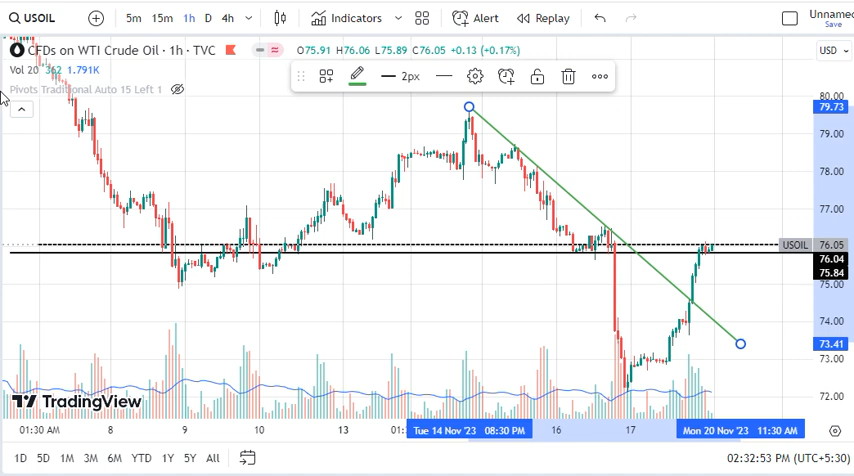 USOIL 5m 15m 1h D 4h Indicators Alert Replay Unnamed
Save
CFDs on WTI Crude Oil · 1h · TVC O75.91 H76.06 L75.89 C76.05 +0.13 (+0.17%) USD
Vol 20 362 1.791K
Pivots Traditional Auto 15 Left 1
2px
80.00
79.73
79.00
78.00
77.00
USOIL 76.05
76.04
75.84
75.00
74.00
73.41
73.00
72.00
TradingView
01:30 AM 8 9 10 13 01: Tue 14 Nov '23 08:30 PM 16 17 Mon 20 Nov '23 11:30 AM
1D 5D 1M 3M 6M YTD 1Y 5Y All 02:32:53 PM (UTC+5:30)